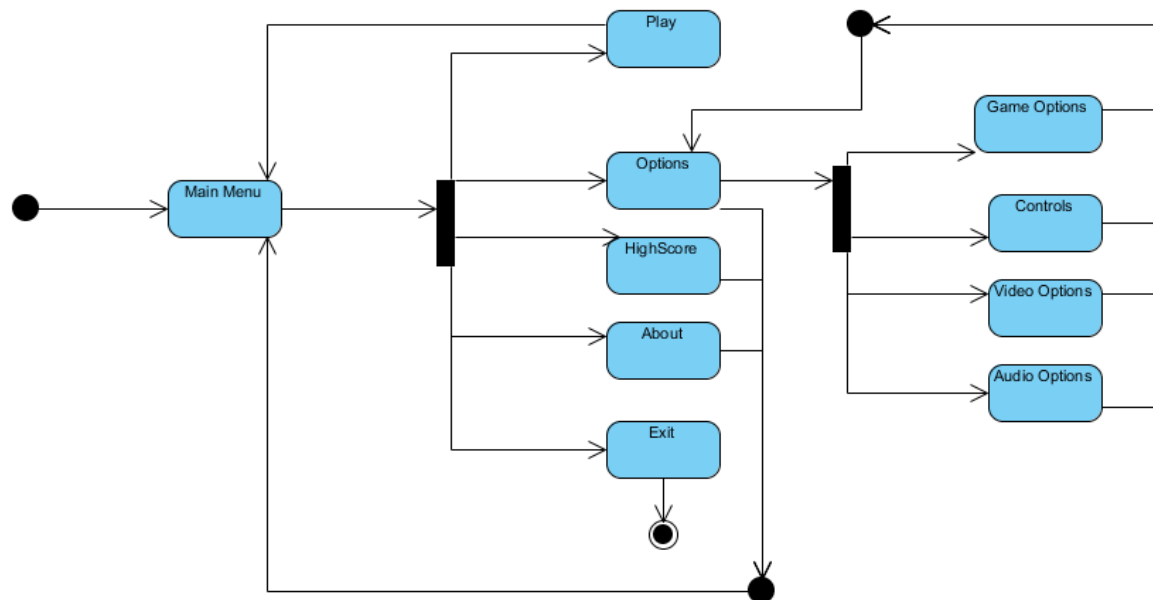 Play
Game Options
Options
Main Menu
Controls
HighScore
Video Options
About
Audio Options
Exit